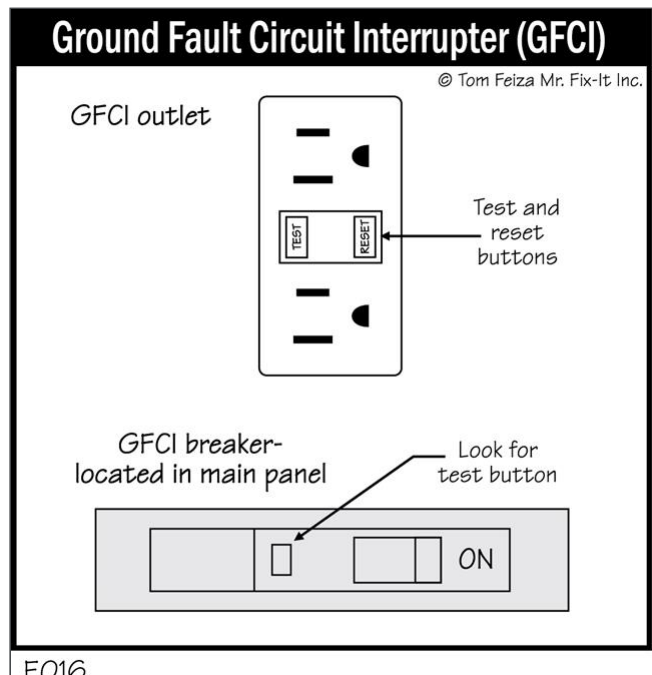 Ground Fault Circuit Interrupter (GFCI)
© Tom Feiza Mr. Fix-It Inc.
GFCI outlet
TEST
RESET
Test and
reset
buttons
GFCI breaker-
located in main panel
Look for
test button
ON
E016